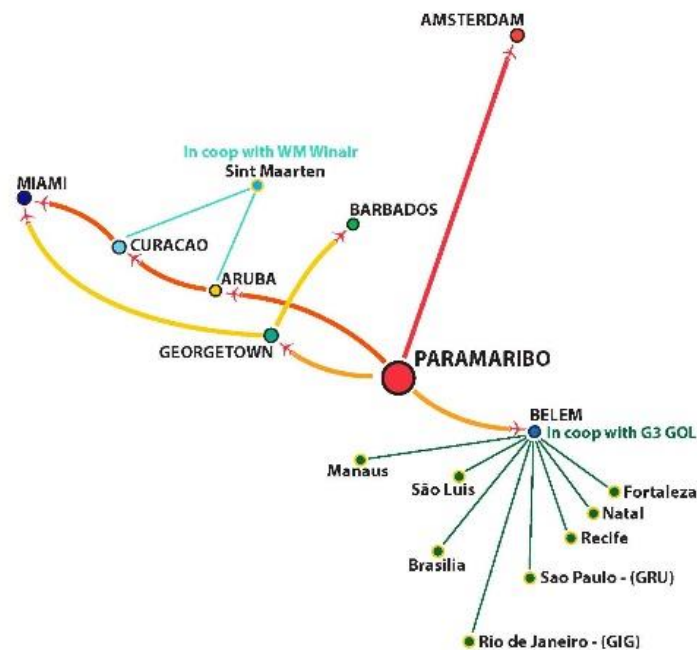 AMSTERDAM
In coop with WM Winair
Sint Maarten
MIAMI
BARBADOS
CURACAO
ARUBA
GEORGETOWN
PARAMARIBO
BELEM
In coop with G3 GOL
Manaus
São Luis
Fortaleza
Natal
Recife
Brasilia
Sao Paulo - (GRU)
Rio de Janeiro - (GIG)